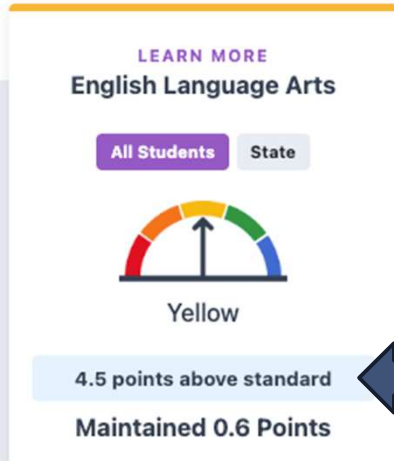 LEARN MORE
English Language Arts
All Students State
Yellow
4.5 points above standard
Maintained 0.6 Points